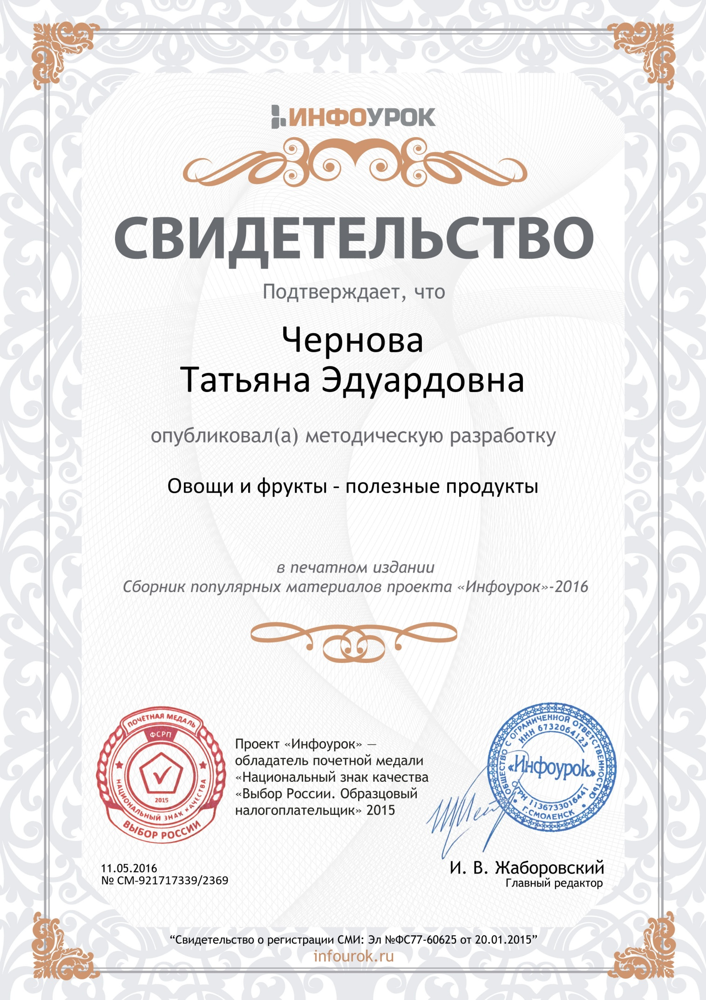 ИНФОУРОК
СВИДЕТЕЛЬСТВО
Подтверждает, что
Чернова
Татьяна Эдуардовна
опубликовал(а) методическую разработку
Овощи и фрукты - полезные продукты
в печатном издании
Сборник популярных материалов проекта «Инфоурок»-2016
ПОЧЁТНАЯ МЕДАЛЬ
ФСРП
2015
НАЦИОНАЛЬНЫЙ ЗНАК КАЧЕСТВА
ВЫБОР РОССИИ
Проект «Инфоурок» —
обладатель почетной медали
«Национальный знак качества
«Выбор России. Образцовый
налогоплательщик» 2015
ОБЩЕСТВО С ОГРАНИЧЕННОЙ ОТВЕТСТВЕННОСТЬЮ
ИНН 6732064123
«Инфоурок»
ОГРН 1136733016441
Г.СМОЛЕНСК
11.05.2016
№ СМ-921717339/2369
И. В. Жаборовский
Главный редактор
“Свидетельство о регистрации СМИ: Эл №ФС77-60625 от 20.01.2015”
infourok.ru